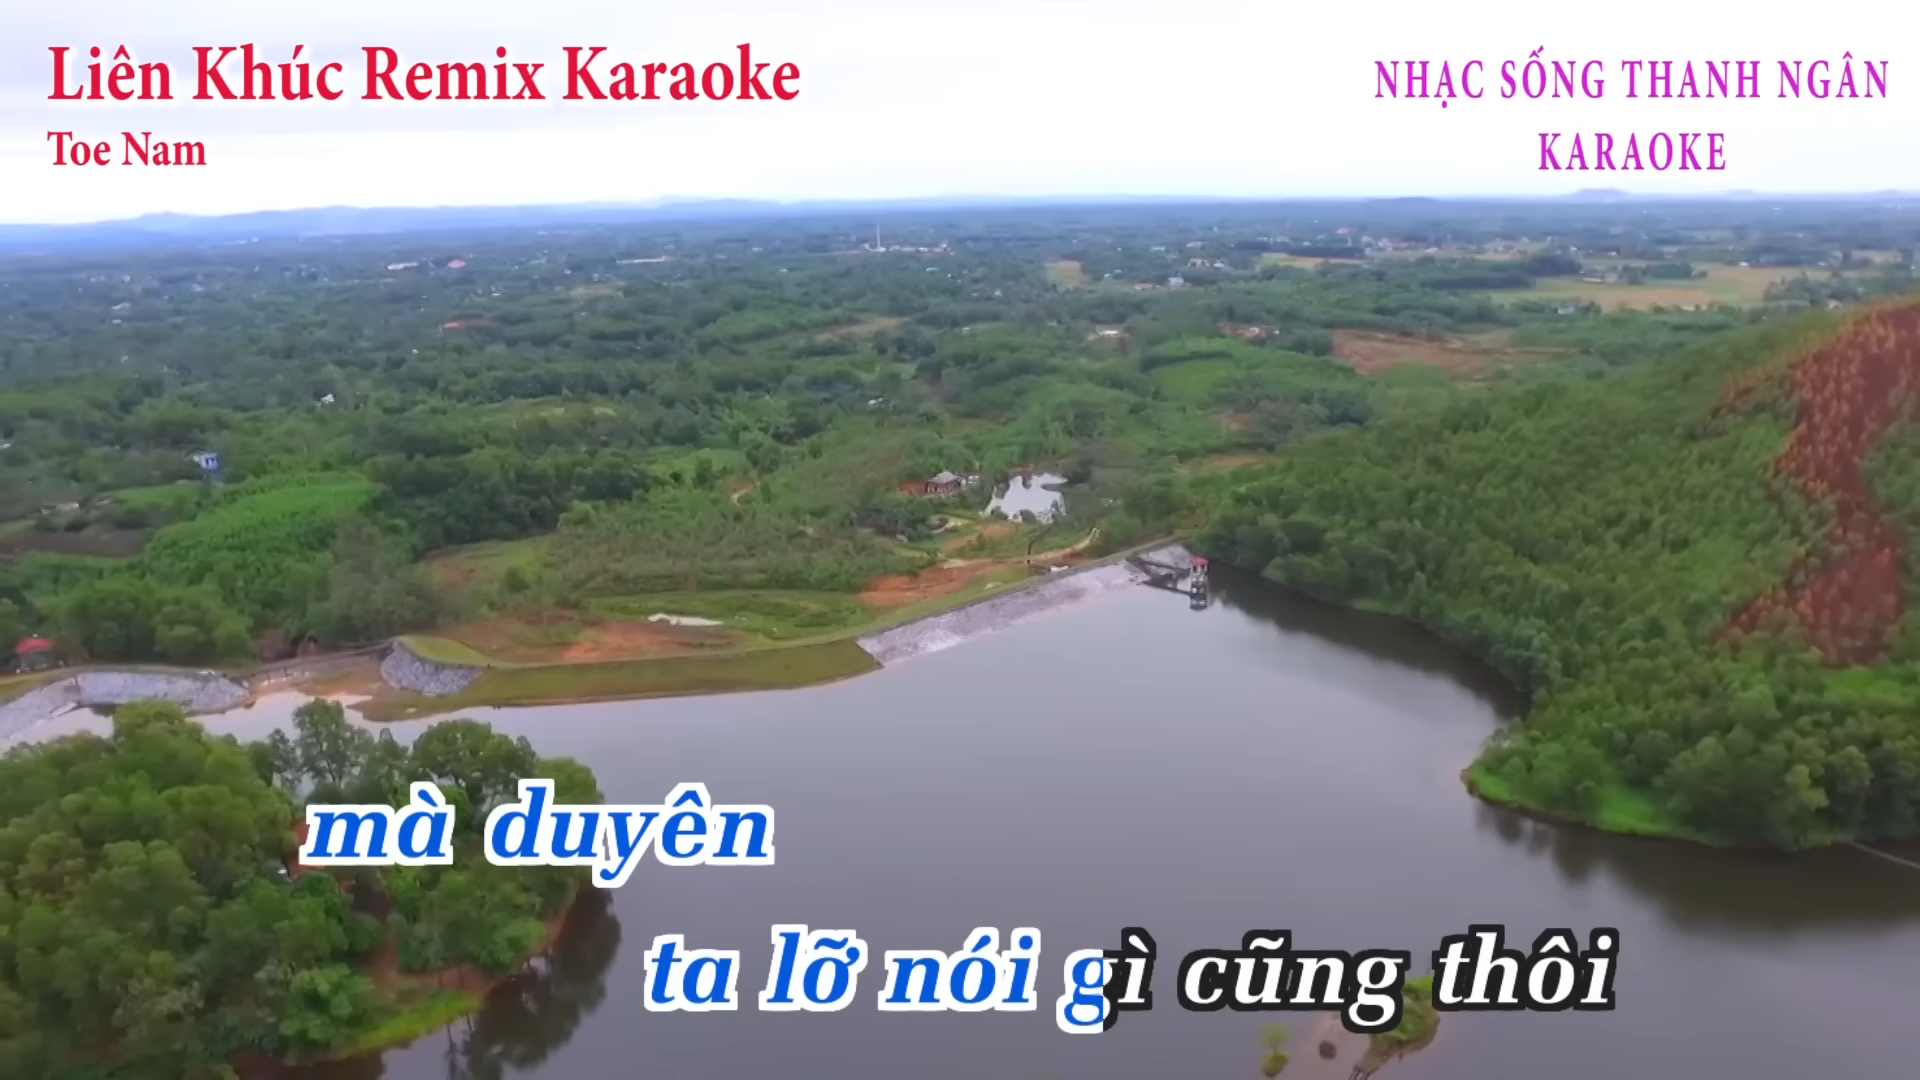 Liên Khúc Remix Karaoke
Toe Nam
NHẠC SỐNG THANH NGÂN
KARAOKE
mà duyên
ta lỡ nói gì cũng thôi